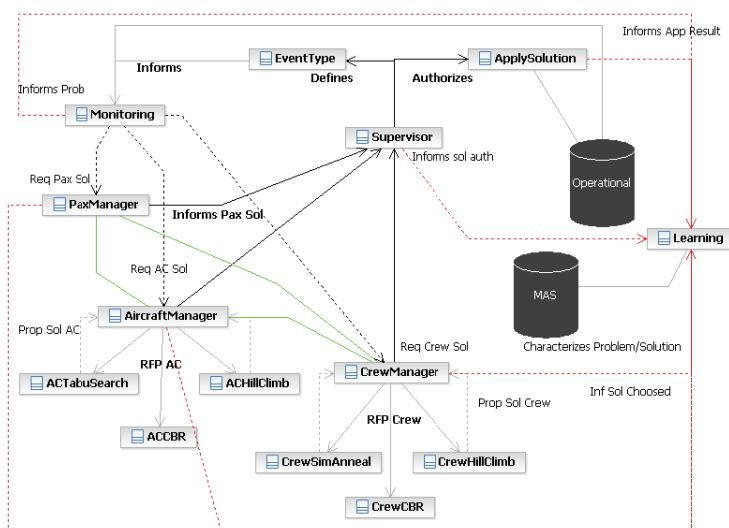 Informs App Result
EventType
ApplySolution
Informs
Defines
Authorizes
Informs Prob
Monitoring
Supervisor
Informs sol auth
Req Pax Sol
Operational
PaxManager
Informs Pax Sol
Learning
Req AC Sol
MAS
AircraftManager
Prop Sol AC
Req Crew Sol
Characterizes Problem/Solution
RFP AC
CrewManager
ACTabuSearch
ACHillClimb
Inf Sol Choosed
Prop Sol Crew
RFP Crew
ACCBR
CrewSimAnneal
CrewHillClimb
CrewCBR